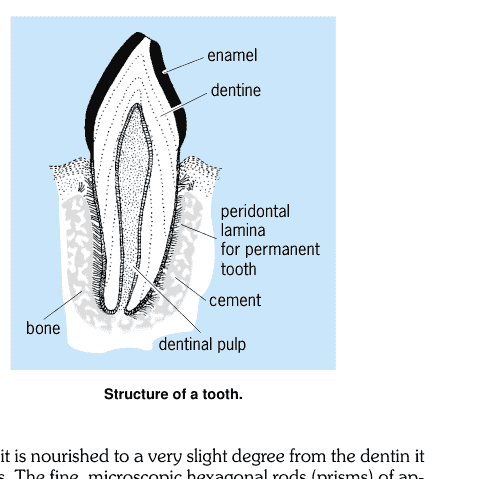 enamel
dentine
peridontal
lamina
for permanent
tooth
cement
bone
dentinal pulp
Structure of a tooth.
it is nourished to a very slight degree from the dentin it
s. The fine, microscopic hexagonal rods (prisms) of ap-